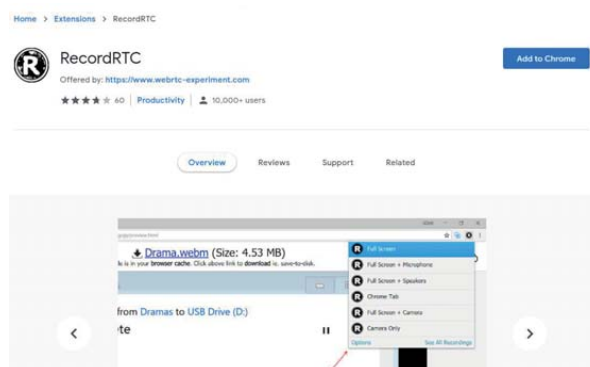 Home > Extensions > RecordRTC
R
RecordRTC
Add to Chrome
Offered by: https://www.webrtc-experiment.com
60 | Productivity | 10,000+ users
Overview Reviews Support Related
Drama.webm (Size: 4.53 MB)
is in your browser cache. Click above link to download ie. save-to-disk.
from Dramas to USB Drive (D:)
te
R Full Screen
R Full Screen + Microphone
R Full Screen + Speakers
R Chrome Tab
R Full Screen + Camera
R Camera Only
Options See All Recordings